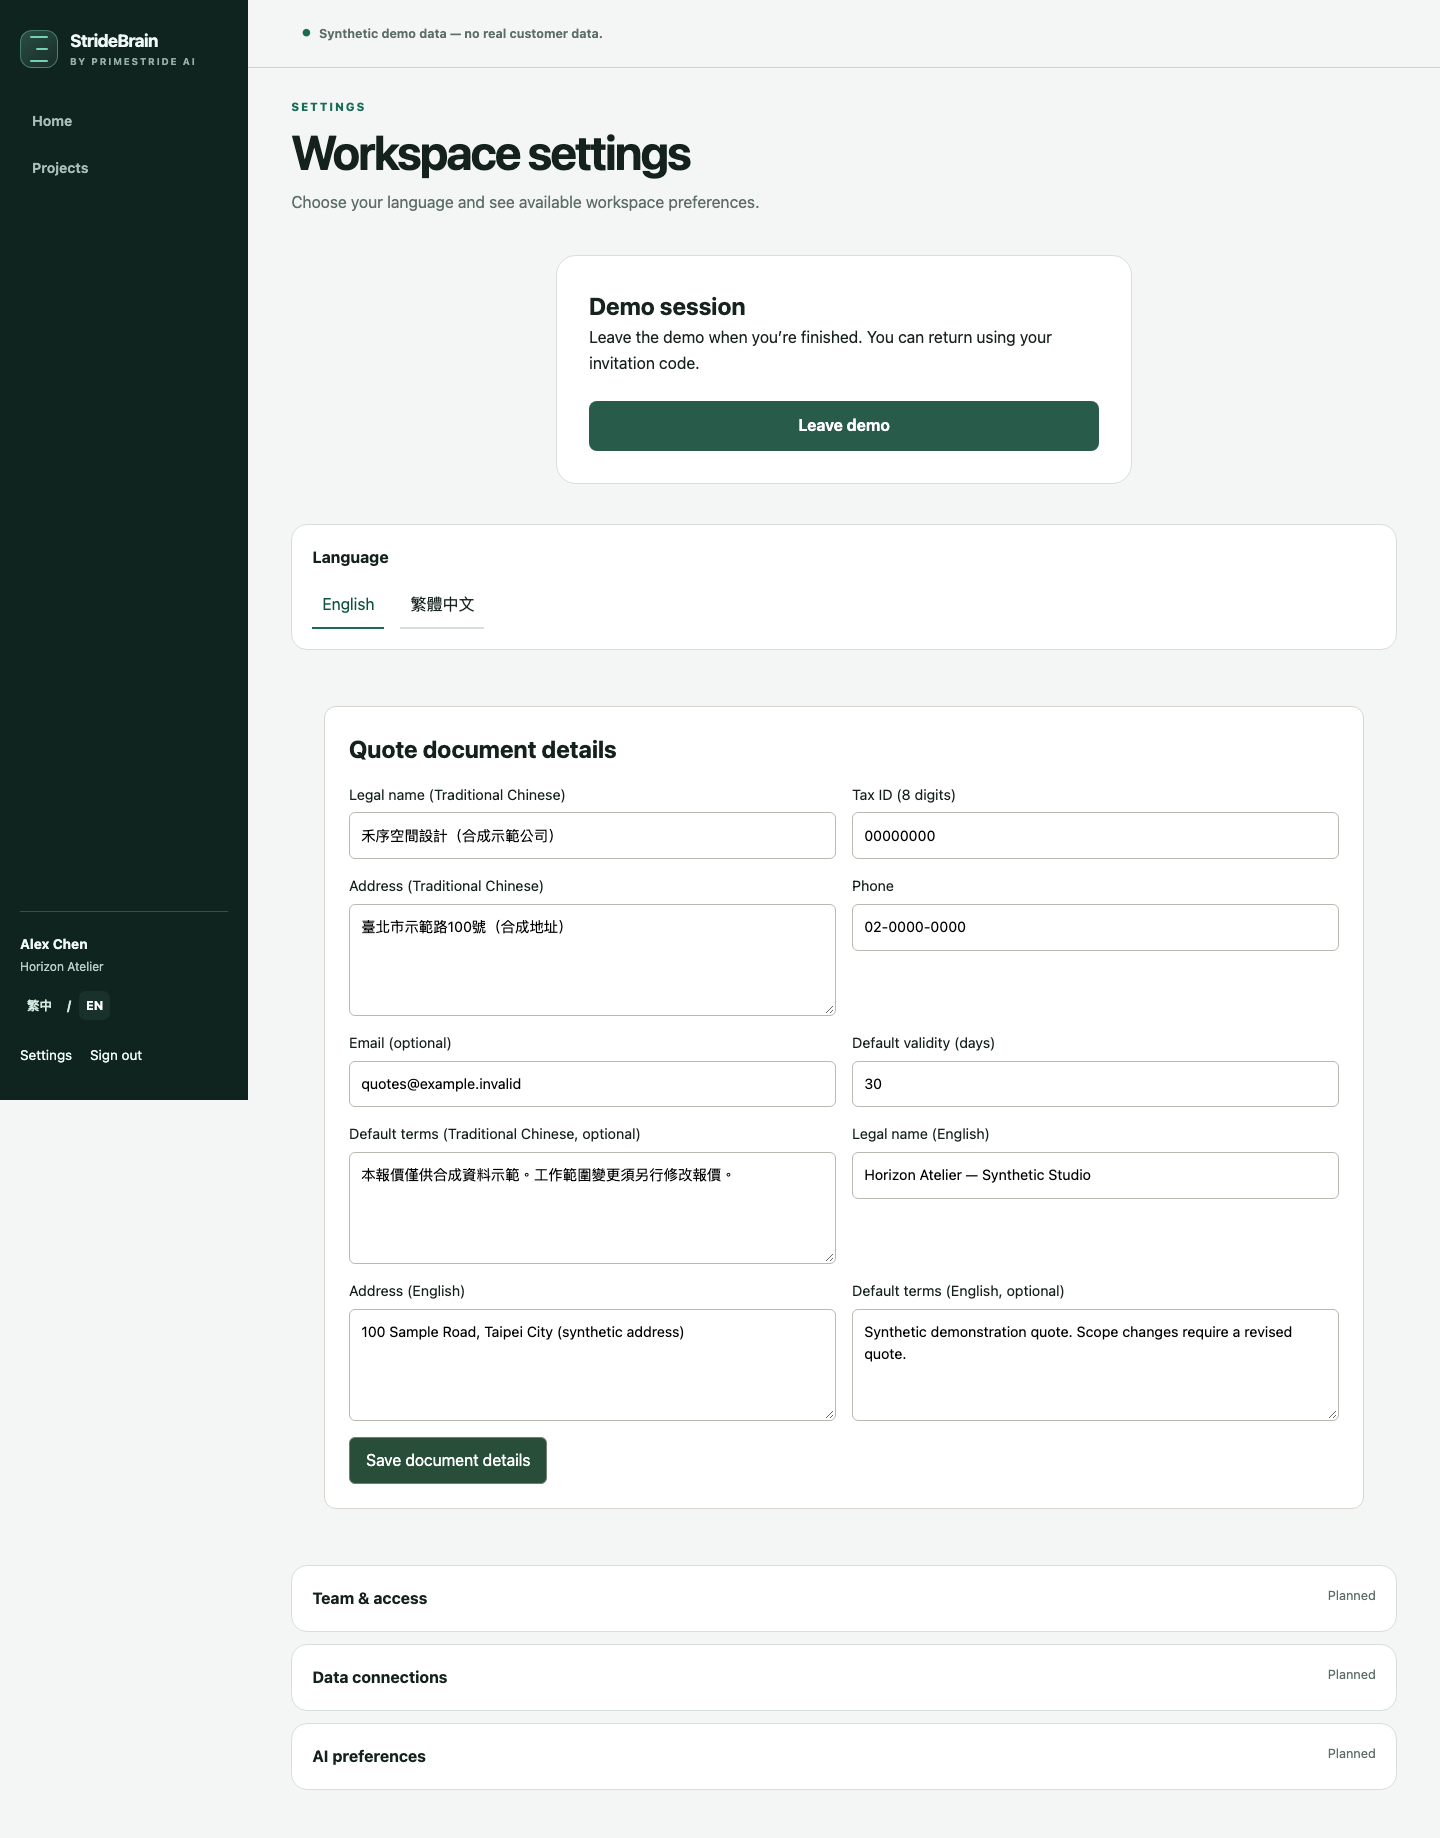 StrideBrain
BY PRIMESTRIDE AI
Home
Projects
Alex Chen
Horizon Atelier
繁中 / EN
Settings Sign out
Synthetic demo data — no real customer data.
SETTINGS
Workspace settings
Choose your language and see available workspace preferences.
Demo session
Leave the demo when you’re finished. You can return using your
invitation code.
Leave demo
Language
English 繁體中文
Quote document details
Legal name (Traditional Chinese)
禾序空間設計（合成示範公司）
Tax ID (8 digits)
00000000
Address (Traditional Chinese)
臺北市示範路100號（合成地址）
Phone
02-0000-0000
Email (optional)
quotes@example.invalid
Default validity (days)
30
Default terms (Traditional Chinese, optional)
本報價僅供合成資料示範。工作範圍變更須另行修改報價。
Legal name (English)
Horizon Atelier — Synthetic Studio
Address (English)
100 Sample Road, Taipei City (synthetic address)
Default terms (English, optional)
Synthetic demonstration quote. Scope changes require a revised
quote.
Save document details
Team & access
Planned
Data connections
Planned
AI preferences
Planned